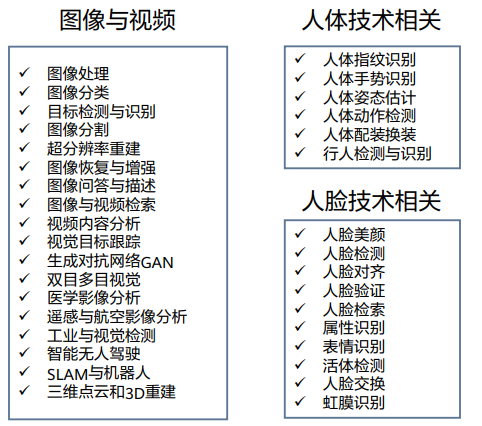 图像与视频
✓ 图像处理
✓ 图像分类
✓ 目标检测与识别
✓ 图像分割
✓ 超分辨率重建
✓ 图像恢复与增强
✓ 图像问答与描述
✓ 图像与视频检索
✓ 视频内容分析
✓ 视觉目标跟踪
✓ 生成对抗网络GAN
✓ 双目多目视觉
✓ 医学影像分析
✓ 遥感与航空影像分析
✓ 工业与视觉检测
✓ 智能无人驾驶
✓ SLAM与机器人
✓ 三维点云和3D重建
人体技术相关
✓ 人体指纹识别
✓ 人体手势识别
✓ 人体姿态估计
✓ 人体动作检测
✓ 人体配装换装
✓ 行人检测与识别
人脸技术相关
✓ 人脸美颜
✓ 人脸检测
✓ 人脸对齐
✓ 人脸验证
✓ 人脸检索
✓ 属性识别
✓ 表情识别
✓ 活体检测
✓ 人脸交换
✓ 虹膜识别